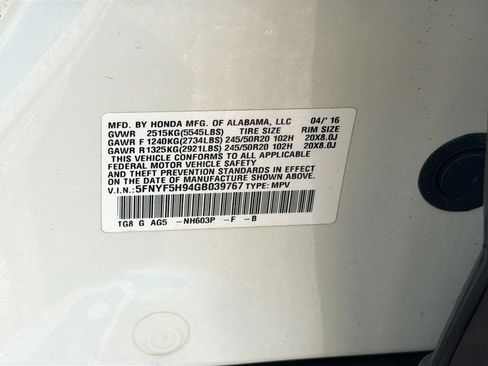 MFD. BY HONDA MFG. OF ALABAMA, LLC 04/'16
GVWR 2515KG(5545LBS) TIRE SIZE RIM SIZE
GAWR F 1240KG(2734LBS) 245/50R20 102H 20X8.0J
GAWR R1325KG(2921LBS) 245/50R20 102H 20X8.0J
THIS VEHICLE CONFORMS TO ALL APPLICABLE
FEDERAL MOTOR VEHICLE SAFETY
AND THEFT PREVENTION STANDARDS IN EFFECT
ON THE DATE OF MANUFACTURE SHOWN ABOVE.
V.I.N.:5FNYF5H94GB039767 TYPE: MPV
TG8 G AG5 -NH603P -F -B